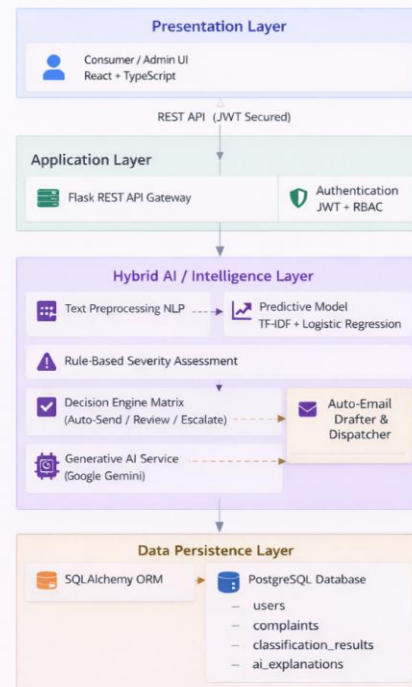 Presentation Layer
Consumer / Admin UI
React + TypeScript
REST API (JWT Secured)
Application Layer
Flask REST API Gateway
Authentication
JWT + RBAC
Hybrid AI / Intelligence Layer
Text Preprocessing NLP
Predictive Model
TF-IDF + Logistic Regression
Rule-Based Severity Assessment
Decision Engine Matrix
(Auto-Send / Review / Escalate)
Auto-Email
Drafter &
Dispatcher
Generative AI Service
(Google Gemini)
Data Persistence Layer
SQLAlchemy ORM
PostgreSQL Database
– users
– complaints
– classification_results
– ai_explanations